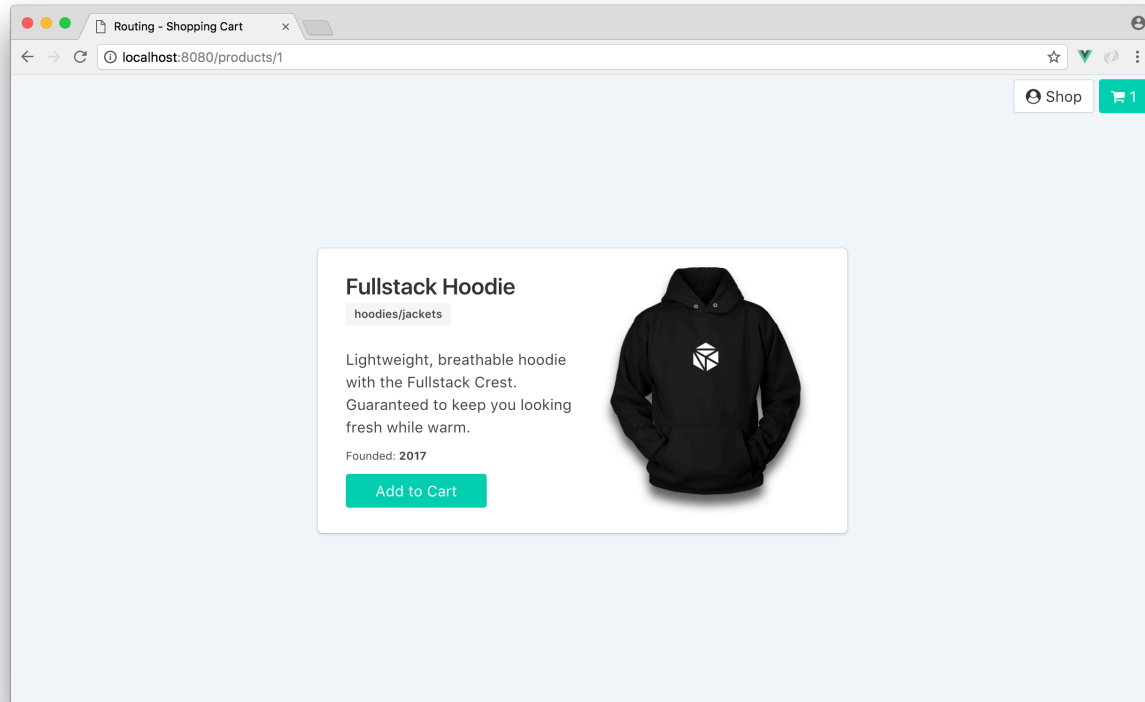 Routing - Shopping Cart
localhost:8080/products/1
Shop
1
Fullstack Hoodie
hoodies/jackets
Lightweight, breathable hoodie
with the Fullstack Crest.
Guaranteed to keep you looking
fresh while warm.
Founded: 2017
Add to Cart